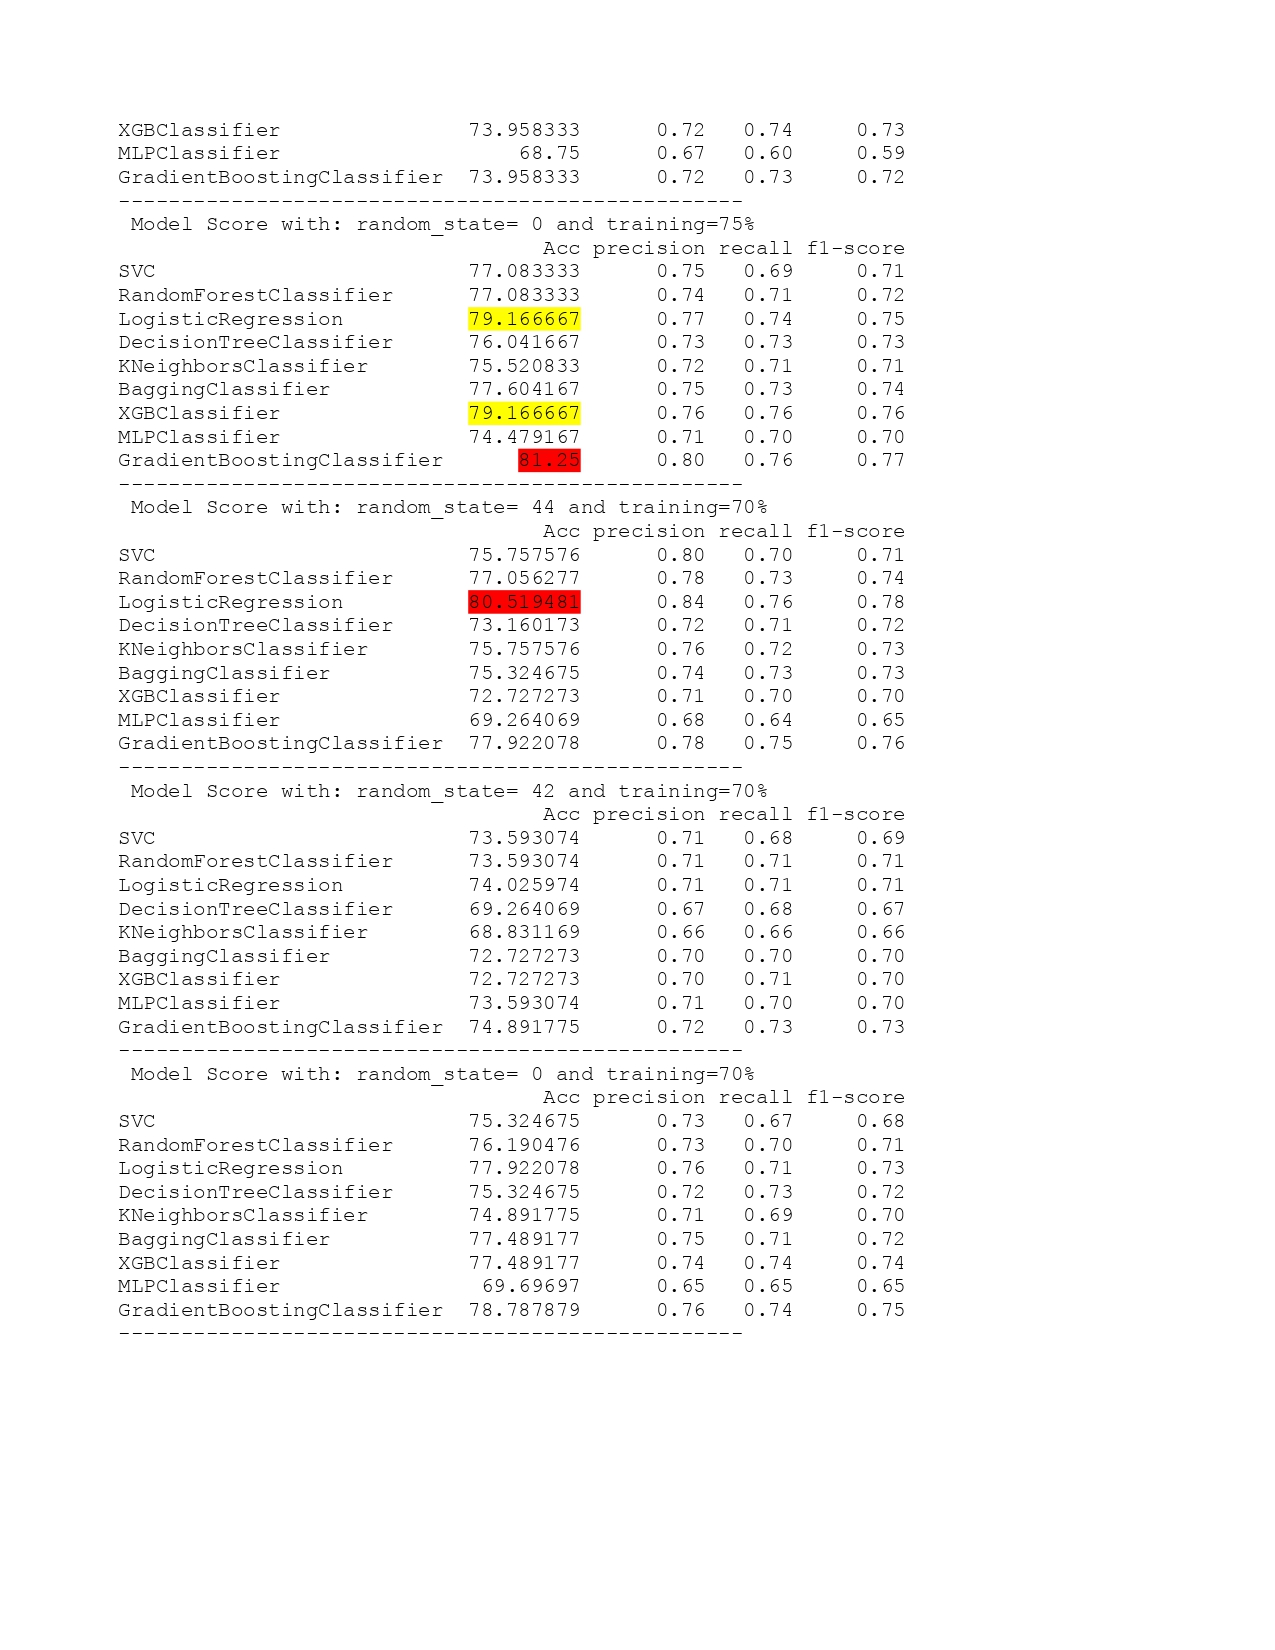 XGBClassifier 73.958333 0.72 0.74 0.73
MLPClassifier 68.75 0.67 0.60 0.59
GradientBoostingClassifier 73.958333 0.72 0.73 0.72
--------------------------------------------------
Model Score with: random_state= 0 and training=75%
Acc precision recall f1-score
SVC 77.083333 0.75 0.69 0.71
RandomForestClassifier 77.083333 0.74 0.71 0.72
LogisticRegression 79.166667 0.77 0.74 0.75
DecisionTreeClassifier 76.041667 0.73 0.73 0.73
KNeighborsClassifier 75.520833 0.72 0.71 0.71
BaggingClassifier 77.604167 0.75 0.73 0.74
XGBClassifier 79.166667 0.76 0.76 0.76
MLPClassifier 74.479167 0.71 0.70 0.70
GradientBoostingClassifier 81.25 0.80 0.76 0.77
--------------------------------------------------
Model Score with: random_state= 44 and training=70%
Acc precision recall f1-score
SVC 75.757576 0.80 0.70 0.71
RandomForestClassifier 77.056277 0.78 0.73 0.74
LogisticRegression 80.519481 0.84 0.76 0.78
DecisionTreeClassifier 73.160173 0.72 0.71 0.72
KNeighborsClassifier 75.757576 0.76 0.72 0.73
BaggingClassifier 75.324675 0.74 0.73 0.73
XGBClassifier 72.727273 0.71 0.70 0.70
MLPClassifier 69.264069 0.68 0.64 0.65
GradientBoostingClassifier 77.922078 0.78 0.75 0.76
--------------------------------------------------
Model Score with: random_state= 42 and training=70%
Acc precision recall f1-score
SVC 73.593074 0.71 0.68 0.69
RandomForestClassifier 73.593074 0.71 0.71 0.71
LogisticRegression 74.025974 0.71 0.71 0.71
DecisionTreeClassifier 69.264069 0.67 0.68 0.67
KNeighborsClassifier 68.831169 0.66 0.66 0.66
BaggingClassifier 72.727273 0.70 0.70 0.70
XGBClassifier 72.727273 0.70 0.71 0.70
MLPClassifier 73.593074 0.71 0.70 0.70
GradientBoostingClassifier 74.891775 0.72 0.73 0.73
--------------------------------------------------
Model Score with: random_state= 0 and training=70%
Acc precision recall f1-score
SVC 75.324675 0.73 0.67 0.68
RandomForestClassifier 76.190476 0.73 0.70 0.71
LogisticRegression 77.922078 0.76 0.71 0.73
DecisionTreeClassifier 75.324675 0.72 0.73 0.72
KNeighborsClassifier 74.891775 0.71 0.69 0.70
BaggingClassifier 77.489177 0.75 0.71 0.72
XGBClassifier 77.489177 0.74 0.74 0.74
MLPClassifier 69.69697 0.65 0.65 0.65
GradientBoostingClassifier 78.787879 0.76 0.74 0.75
--------------------------------------------------